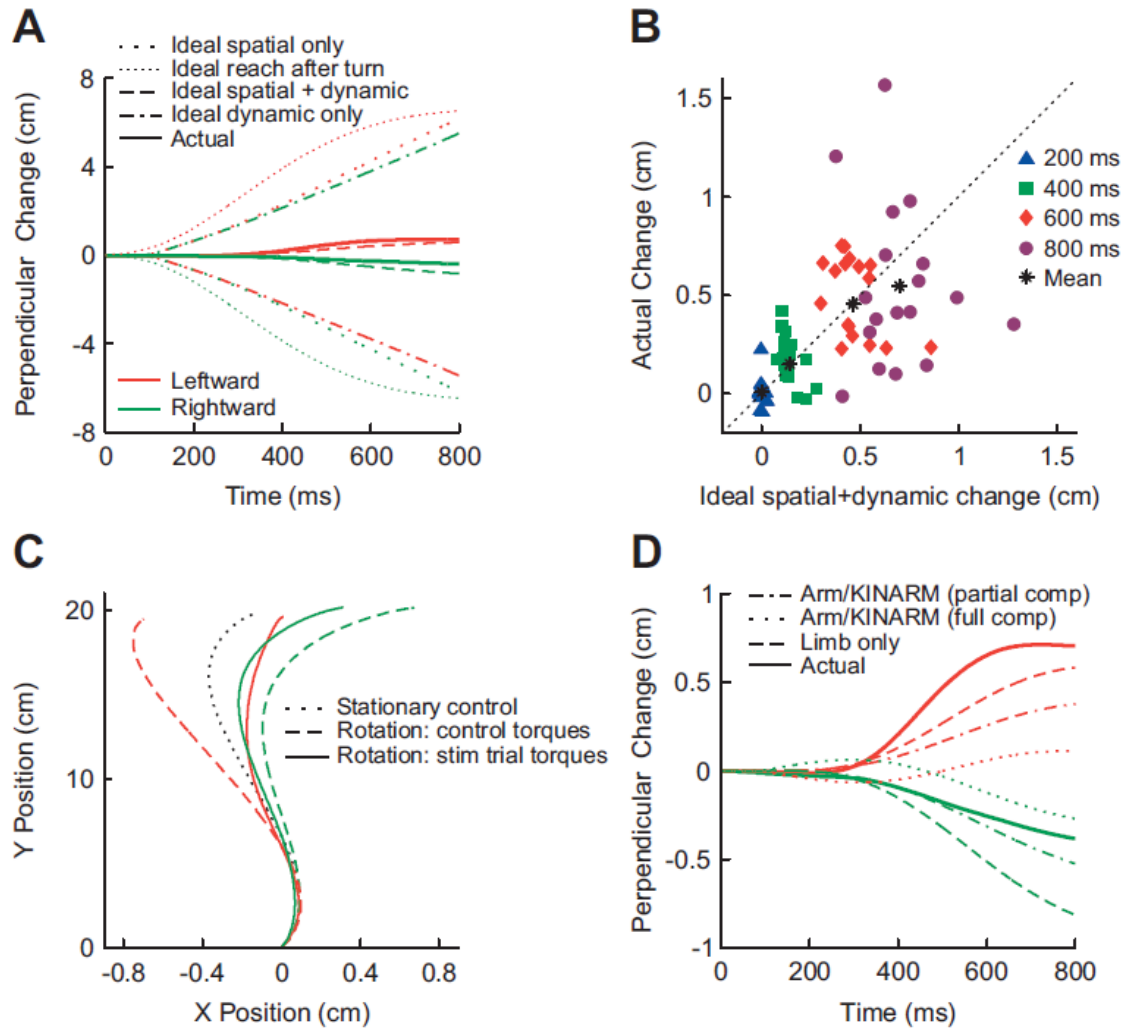 A
Ideal spatial only
Ideal reach after turn
Ideal spatial + dynamic
Ideal dynamic only
Actual
8
4
0
-4
-8
Perpendicular Change (cm)
Leftward
Rightward
0 200 400 600 800
Time (ms)
B
1.5
1
0.5
0
Actual Change (cm)
200 ms
400 ms
600 ms
800 ms
Mean
0 0.5 1 1.5
Ideal spatial+dynamic change (cm)
C
20
10
0
Y Position (cm)
Stationary control
Rotation: control torques
Rotation: stim trial torques
-0.8 -0.4 0 0.4 0.8
X Position (cm)
D
1
0.5
0
-0.5
-1
Perpendicular Change (cm)
Arm/KINARM (partial comp)
Arm/KINARM (full comp)
Limb only
Actual
0 200 400 600 800
Time (ms)